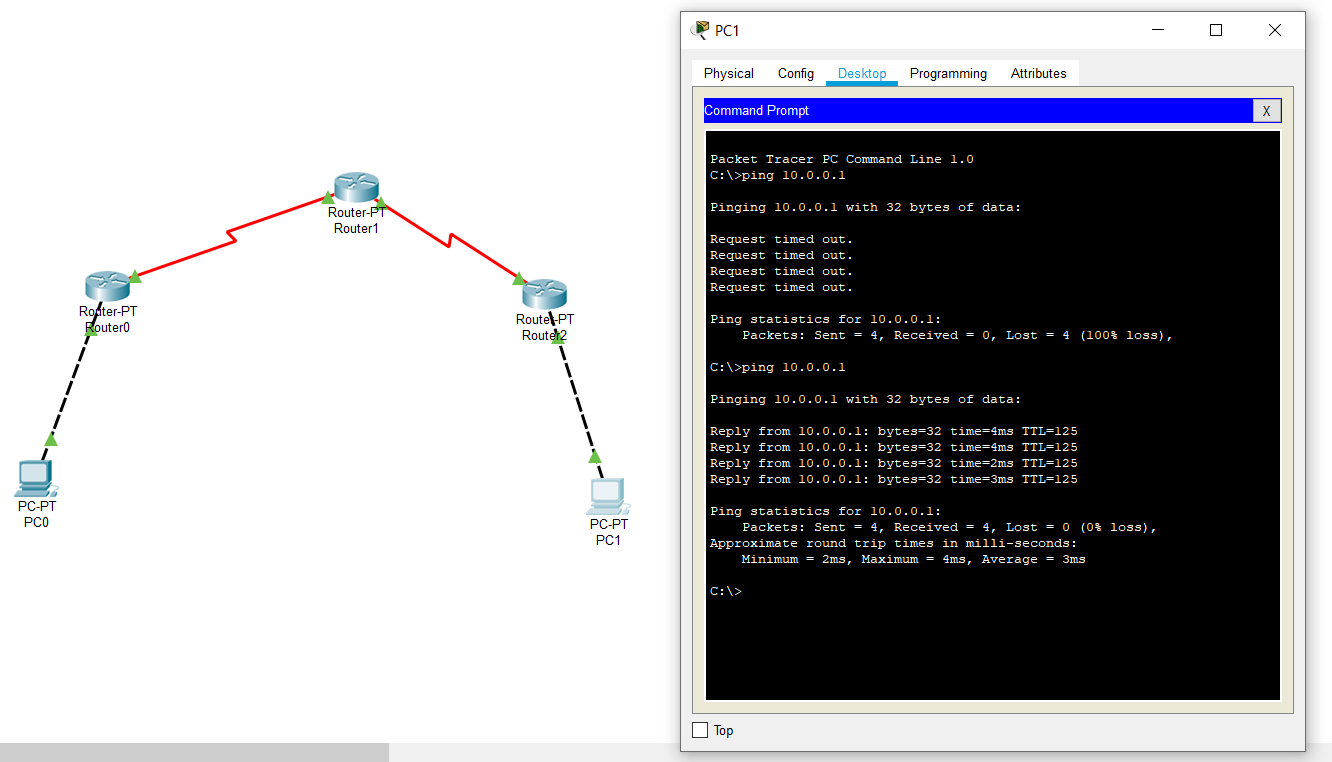 PC1
Physical Config Desktop Programming Attributes
Command Prompt
X
Packet Tracer PC Command Line 1.0
C:\>ping 10.0.0.1
Pinging 10.0.0.1 with 32 bytes of data:
Request timed out.
Request timed out.
Request timed out.
Request timed out.
Ping statistics for 10.0.0.1:
Packets: Sent = 4, Received = 0, Lost = 4 (100% loss),
C:\>ping 10.0.0.1
Pinging 10.0.0.1 with 32 bytes of data:
Reply from 10.0.0.1: bytes=32 time=4ms TTL=125
Reply from 10.0.0.1: bytes=32 time=4ms TTL=125
Reply from 10.0.0.1: bytes=32 time=2ms TTL=125
Reply from 10.0.0.1: bytes=32 time=3ms TTL=125
Ping statistics for 10.0.0.1:
Packets: Sent = 4, Received = 4, Lost = 0 (0% loss),
Approximate round trip times in milli-seconds:
Minimum = 2ms, Maximum = 4ms, Average = 3ms
C:\>
Top
Router-PT
Router1
Router-PT
Router0
Router-PT
Router2
PC-PT
PC0
PC-PT
PC1